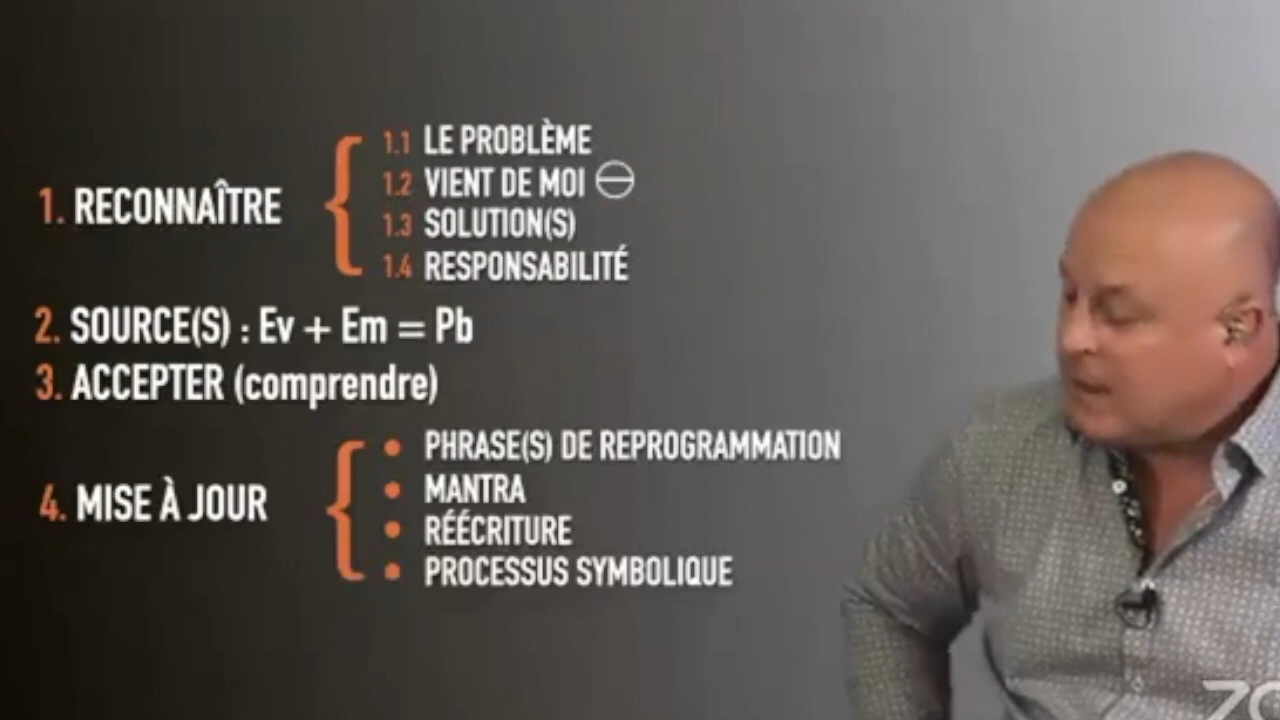 1. RECONNAÎTRE
1.1 LE PROBLÈME
1.2 VIENT DE MOI
1.3 SOLUTION(S)
1.4 RESPONSABILITÉ
2. SOURCE(S) : Ev + Em = Pb
3. ACCEPTER (comprendre)
4. MISE À JOUR
• PHRASE(S) DE REPROGRAMMATION
• MANTRA
• RÉÉCRITURE
• PROCESSUS SYMBOLIQUE